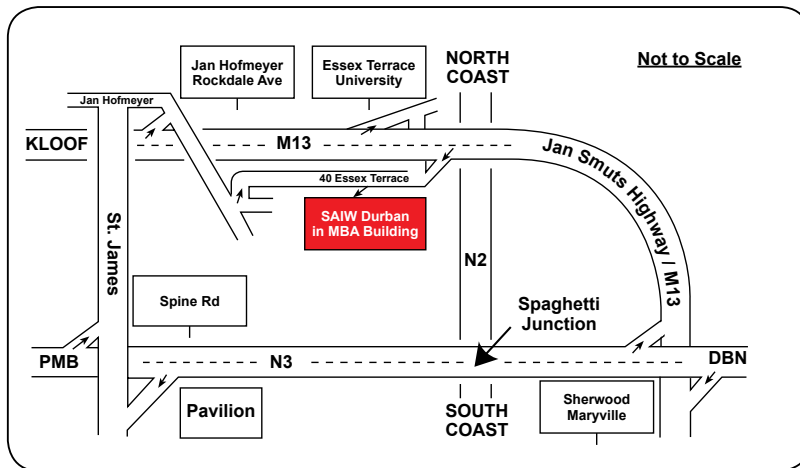 Jan Hofmeyer
Rockdale Ave
Essex Terrace
University
NORTH
COAST
Not to Scale
Jan Hofmeyer
KLOOF
M13
Jan Smuts Highway / M13
40 Essex Terrace
SAIW Durban
in MBA Building
St. James
N2
Spine Rd
Spaghetti
Junction
PMB
N3
DBN
Pavilion
SOUTH
COAST
Sherwood
Maryville